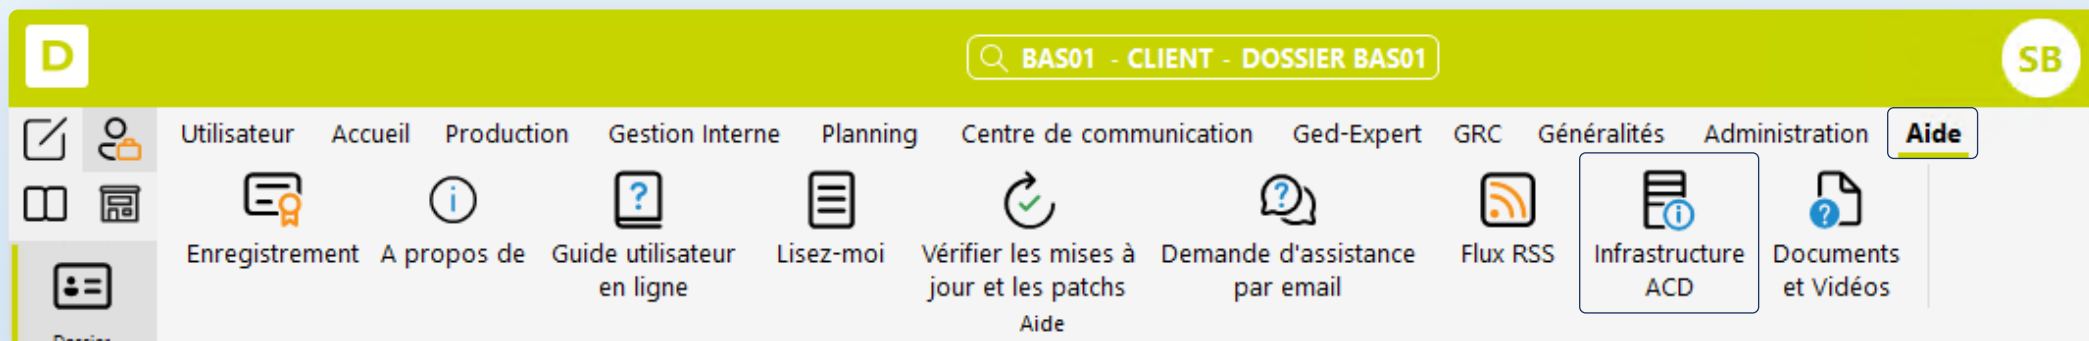 D
BAS01 - CLIENT - DOSSIER BAS01
SB
Utilisateur Accueil Production Gestion Interne Planning Centre de communication Ged-Expert GRC Généralités Administration Aide
Enregistrement A propos de Guide utilisateur Lisez-moi Vérifier les mises à Demande d'assistance Flux RSS Infrastructure Documents
en ligne jour et les patchs par email ACD et Vidéos
Aide